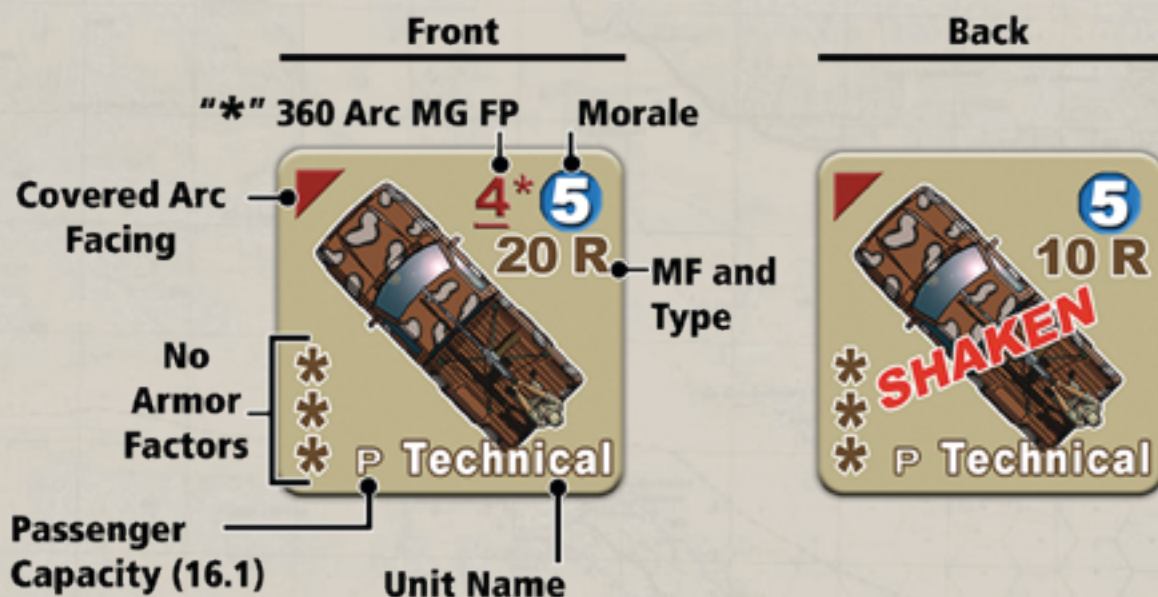 Front
Back
"*" 360 Arc MG FP
Morale
Covered Arc
Facing
4*
5
20 R
MF and
Type
No
Armor
Factors
*
*
*
P Technical
Passenger
Capacity (16.1)
Unit Name
5
10 R
SHAKEN
*
*
*
P Technical